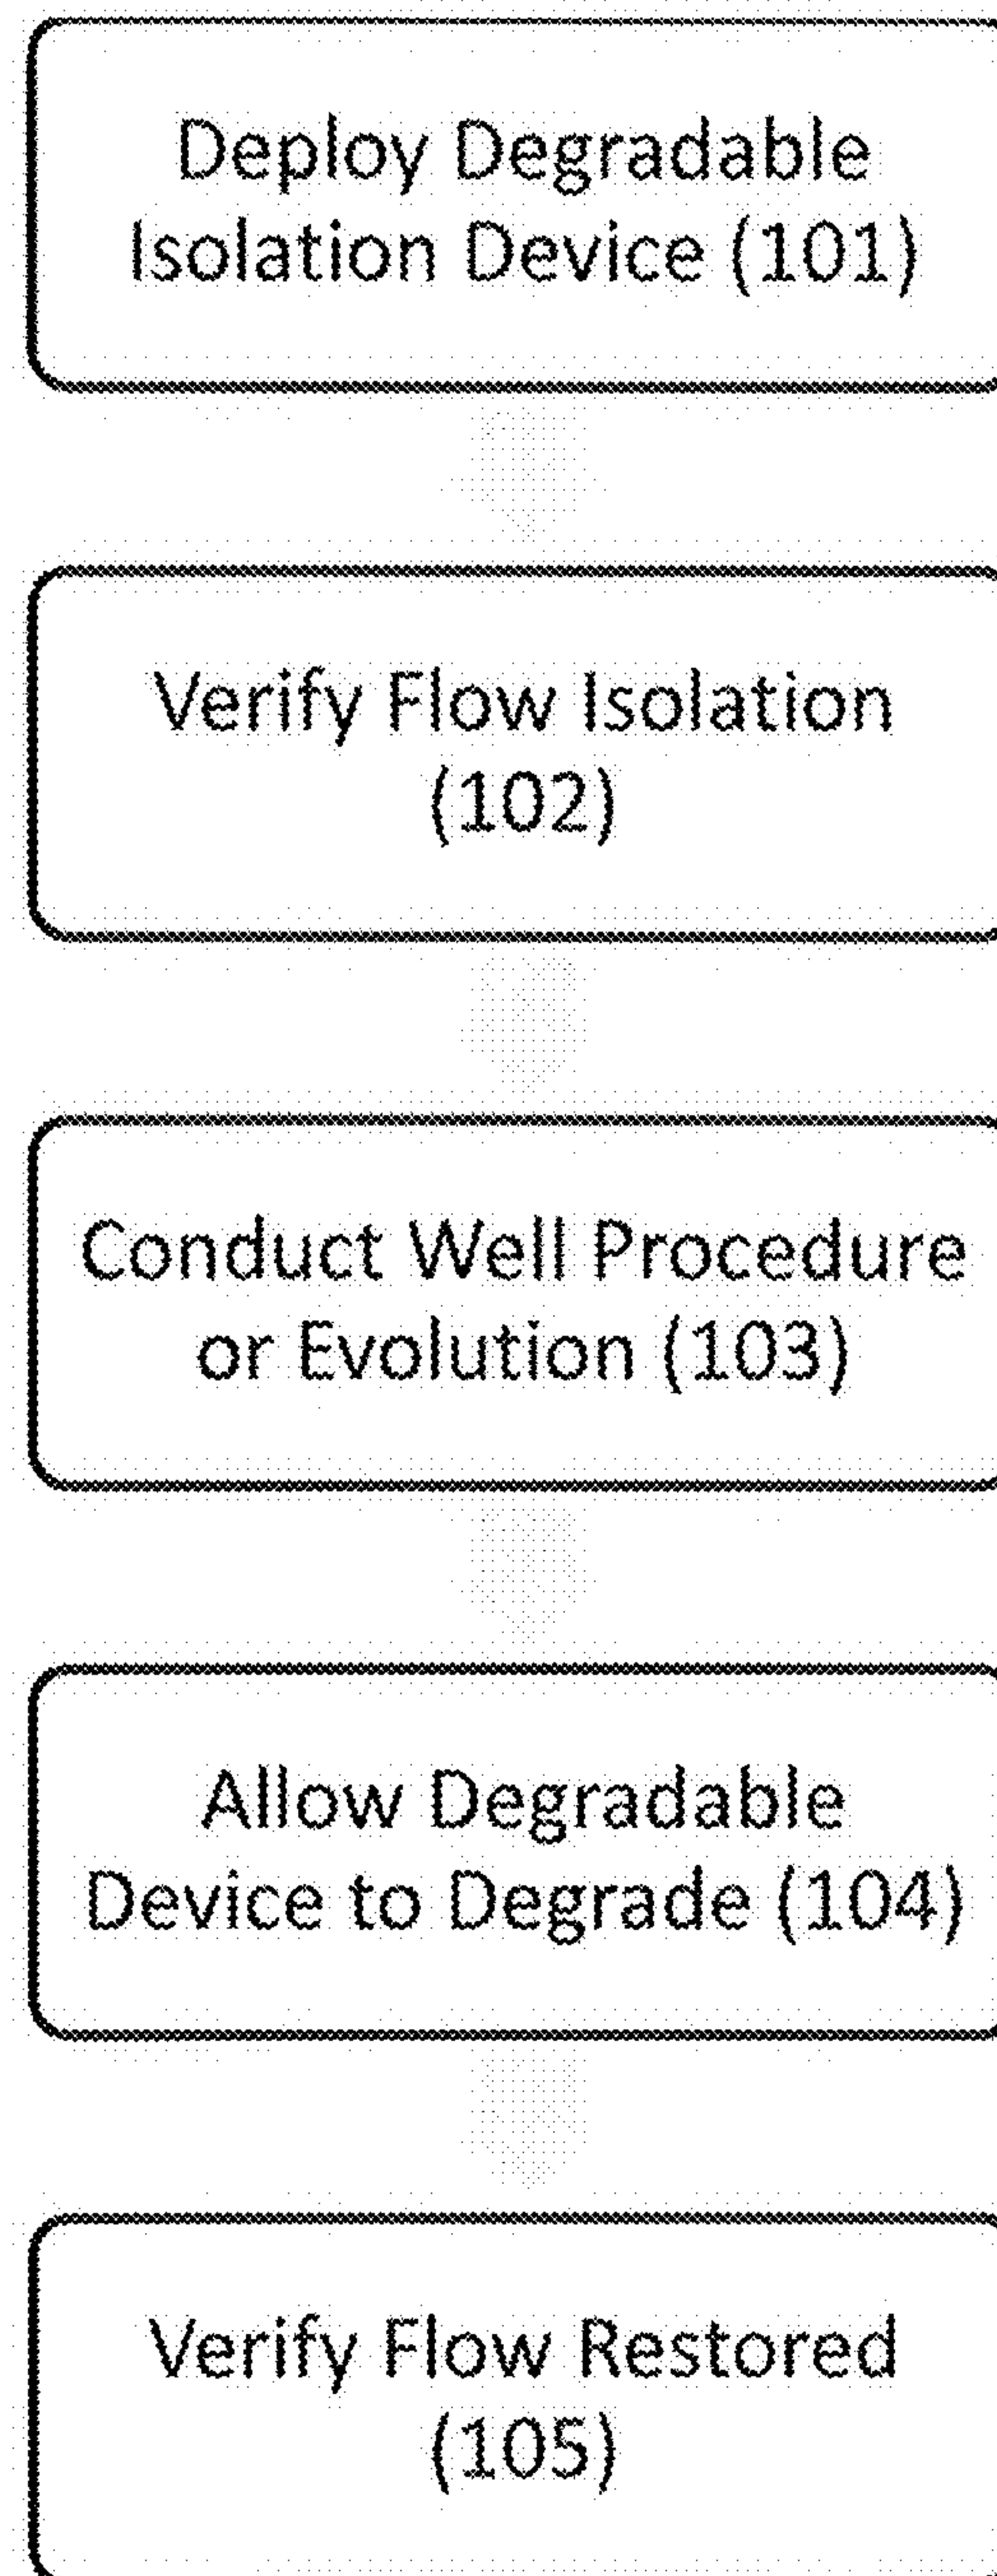 Deploy Degradable
Isolation Device (101)
Verify Flow Isolation
(102)
Conduct Well Procedure
or Evolution (103)
Allow Degradable
Device to Degrade (104)
Verify Flow Restored
(105)